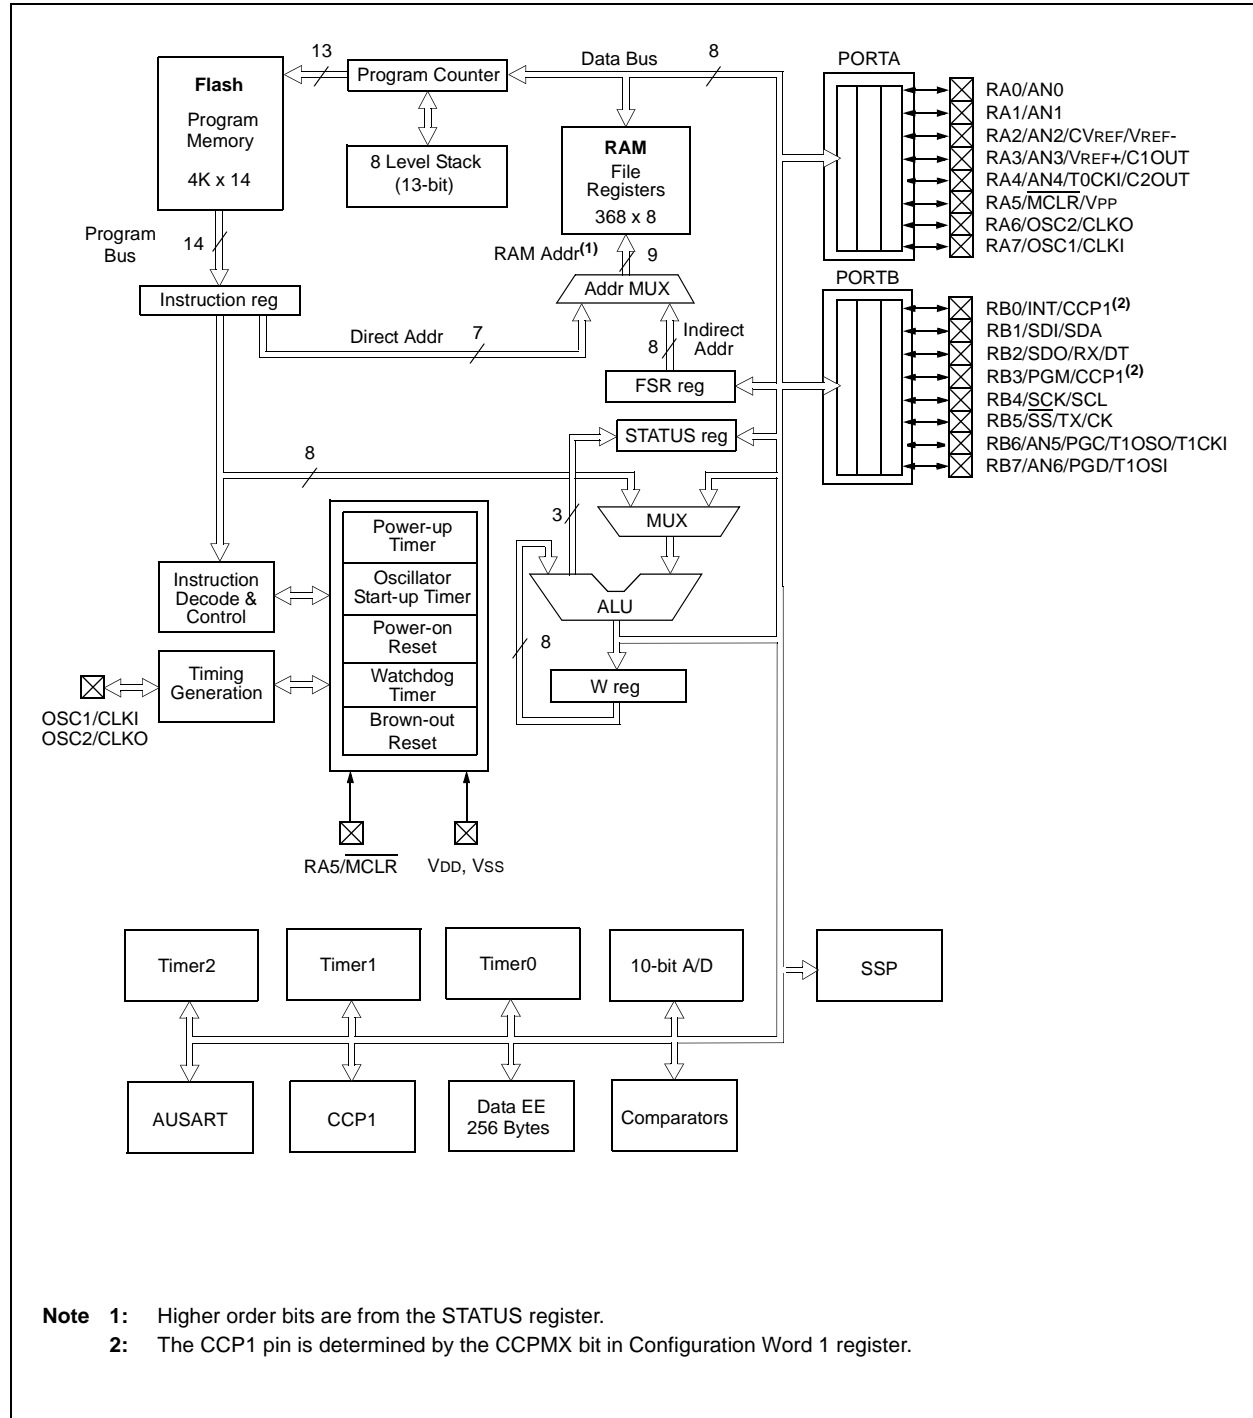 13
Data Bus
8
PORTA
Flash
Program
Memory
4K x 14
Program Counter
8 Level Stack
(13-bit)
RAM
File
Registers
368 x 8
RA0/AN0
RA1/AN1
RA2/AN2/CVREF/VREF-
RA3/AN3/VREF+/C1OUT
RA4/AN4/T0CKI/C2OUT
RA5/MCLR/VPP
RA6/OSC2/CLKO
RA7/OSC1/CLKI
Program
Bus
14
RAM Addr(1)
9
PORTB
Instruction reg
Addr MUX
Direct Addr
7
Indirect
Addr
8
FSR reg
STATUS reg
RB0/INT/CCP1(2)
RB1/SDI/SDA
RB2/SDO/RX/DT
RB3/PGM/CCP1(2)
RB4/SCK/SCL
RB5/SS/TX/CK
RB6/AN5/PGC/T1OSO/T1CKI
RB7/AN6/PGD/T1OSI
8
3
MUX
Power-up
Timer
Oscillator
Start-up Timer
Power-on
Reset
Watchdog
Timer
Brown-out
Reset
Instruction
Decode &
Control
ALU
8
W reg
Timing
Generation
OSC1/CLKI
OSC2/CLKO
RA5/MCLR
VDD, VSS
Timer2
Timer1
Timer0
10-bit A/D
SSP
AUSART
CCP1
Data EE
256 Bytes
Comparators
Note 1: Higher order bits are from the STATUS register.
2: The CCP1 pin is determined by the CCPMX bit in Configuration Word 1 register.